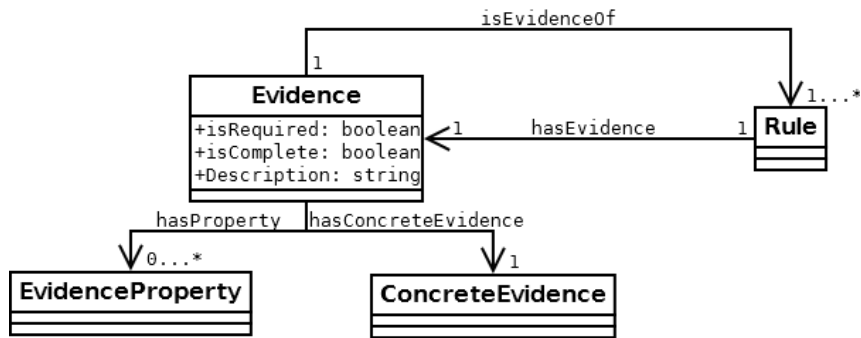 isEvidenceOf
1
Evidence
1...*
+isRequired: boolean
1
hasEvidence
1
Rule
+isComplete: boolean
+Description: string
hasProperty
hasConcreteEvidence
0...*
1
EvidenceProperty
ConcreteEvidence